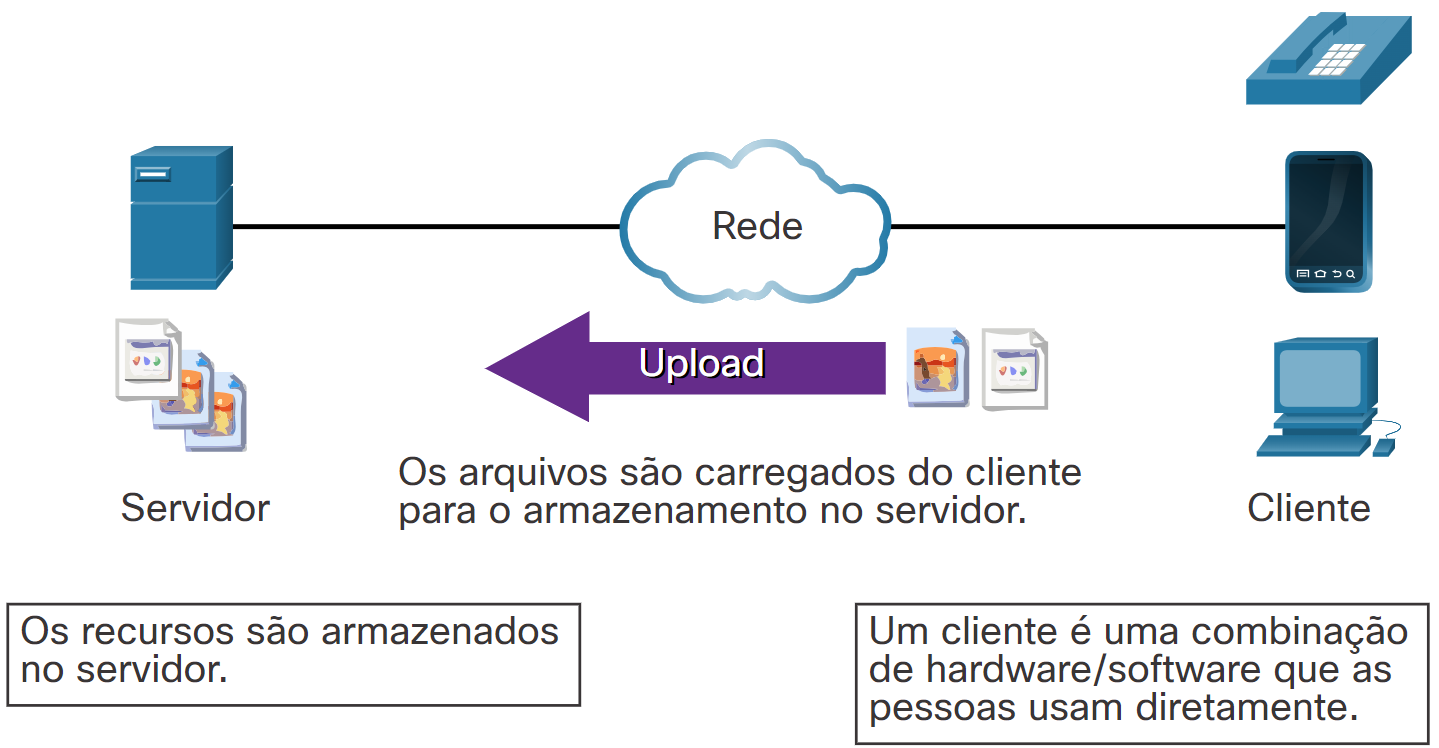 Rede
Upload
Os arquivos são carregados do cliente
para o armazenamento no servidor.
Servidor
Cliente
Os recursos são armazenados
no servidor.
Um cliente é uma combinação
de hardware/software que as
pessoas usam diretamente.